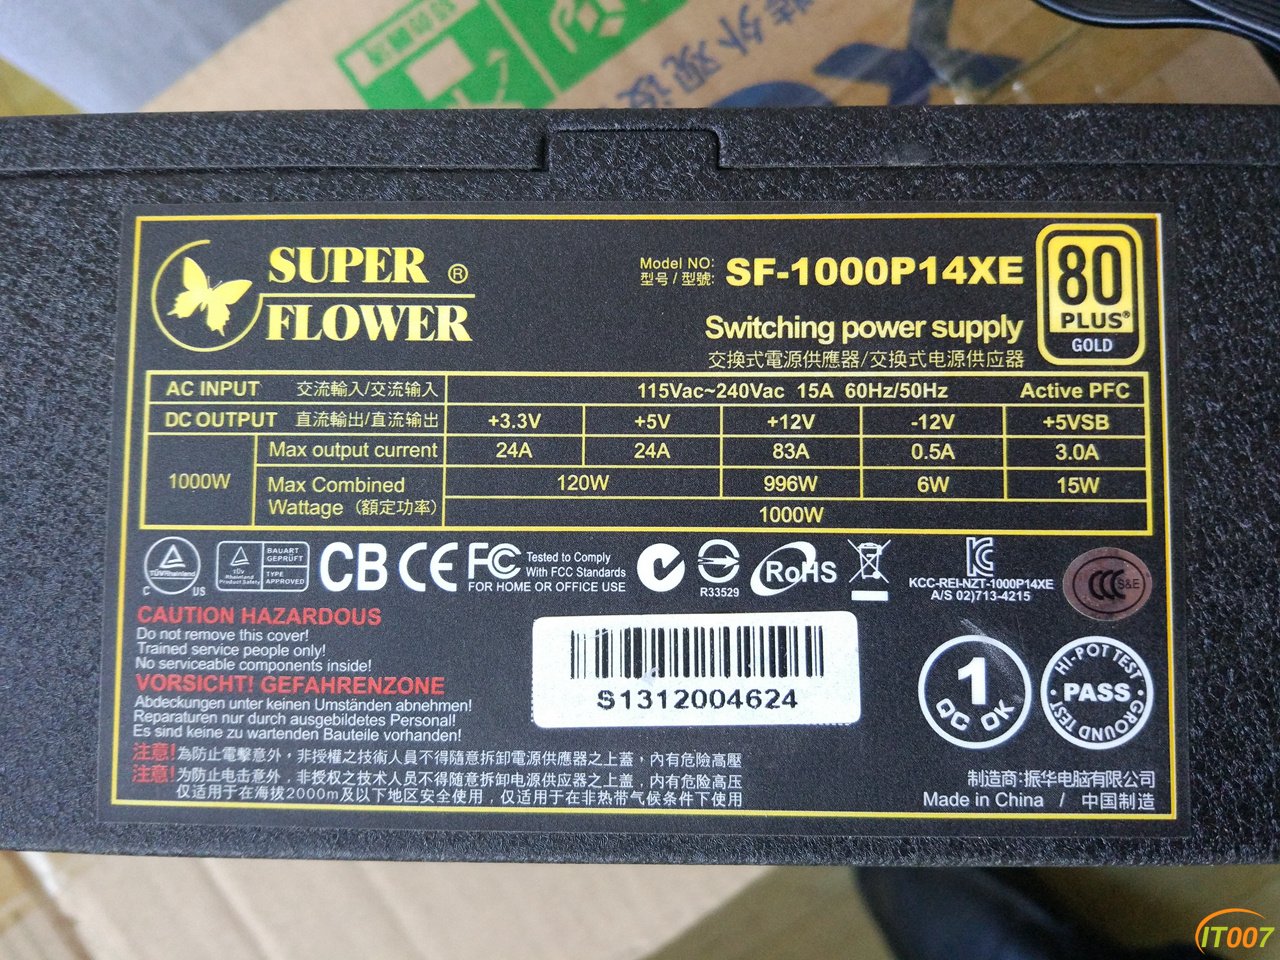 外观设
SUPER ®
FLOWER
Model NO:
型号 / 型號:
SF-1000P14XE
Switching power supply
交換式電源供應器/交换式电源供应器
80
PLUS®
GOLD
AC INPUT 交流輸入/交流输入 115Vac~240Vac 15A 60Hz/50Hz Active PFC
DC OUTPUT 直流輸出/直流输出 +3.3V +5V +12V -12V +5VSB
1000W Max output current 24A 24A 83A 0.5A 3.0A
Max Combined Wattage (額定功率) 120W 996W 6W 15W
1000W
TÜVRheinland
C US
TÜV
Rheinland
Product Safety
BAUART
GEPRÜFT
TYPE
APPROVED
CB CE FC
Tested to Comply
With FCC Standards
FOR HOME OR OFFICE USE
R33529
RoHS
KCC-REI-NZT-1000P14XE
A/S 02)713-4215
CCC S&E
CAUTION HAZARDOUS
Do not remove this cover!
Trained service people only!
No serviceable components inside!
VORSICHT! GEFAHRENZONE
Abdeckungen unter keinen Umständen abnehmen!
Reparaturen nur durch ausgebildetes Personal!
Es sind keine zu wartenden Bauteile vorhanden!
S1312004624
1
QC OK
HI-POT TEST
PASS
GROUND TEST
注意!為防止電擊意外，非授權之技術人員不得隨意拆卸電源供應器之上蓋，內有危險高壓
注意!为防止电击意外，非授权之技术人员不得随意拆卸电源供应器之上盖，内有危险高压
仅适用于在海拔2000m及以下地区安全使用，仅适用于在非热带气候条件下使用
制造商:振华电脑有限公司
Made in China / 中国制造
IT007